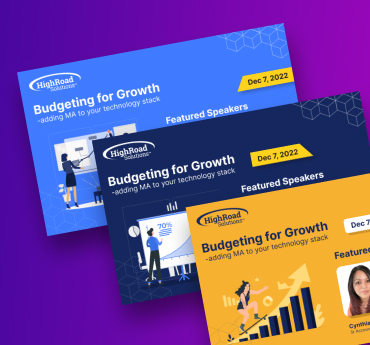 HighRoad
Solutions
Dec 7, 2022
Budgeting for Growth
-adding MA to your technology stack
Featured Speakers
HighRoad
Solutions
Dec 7, 2022
Budgeting for Growth
-adding MA to your technology stack
Featured Speakers
70%
HighRoad
Solutions
Dec 7
Budgeting for Growth
-adding MA to your technology stack
Featured
Cynthia